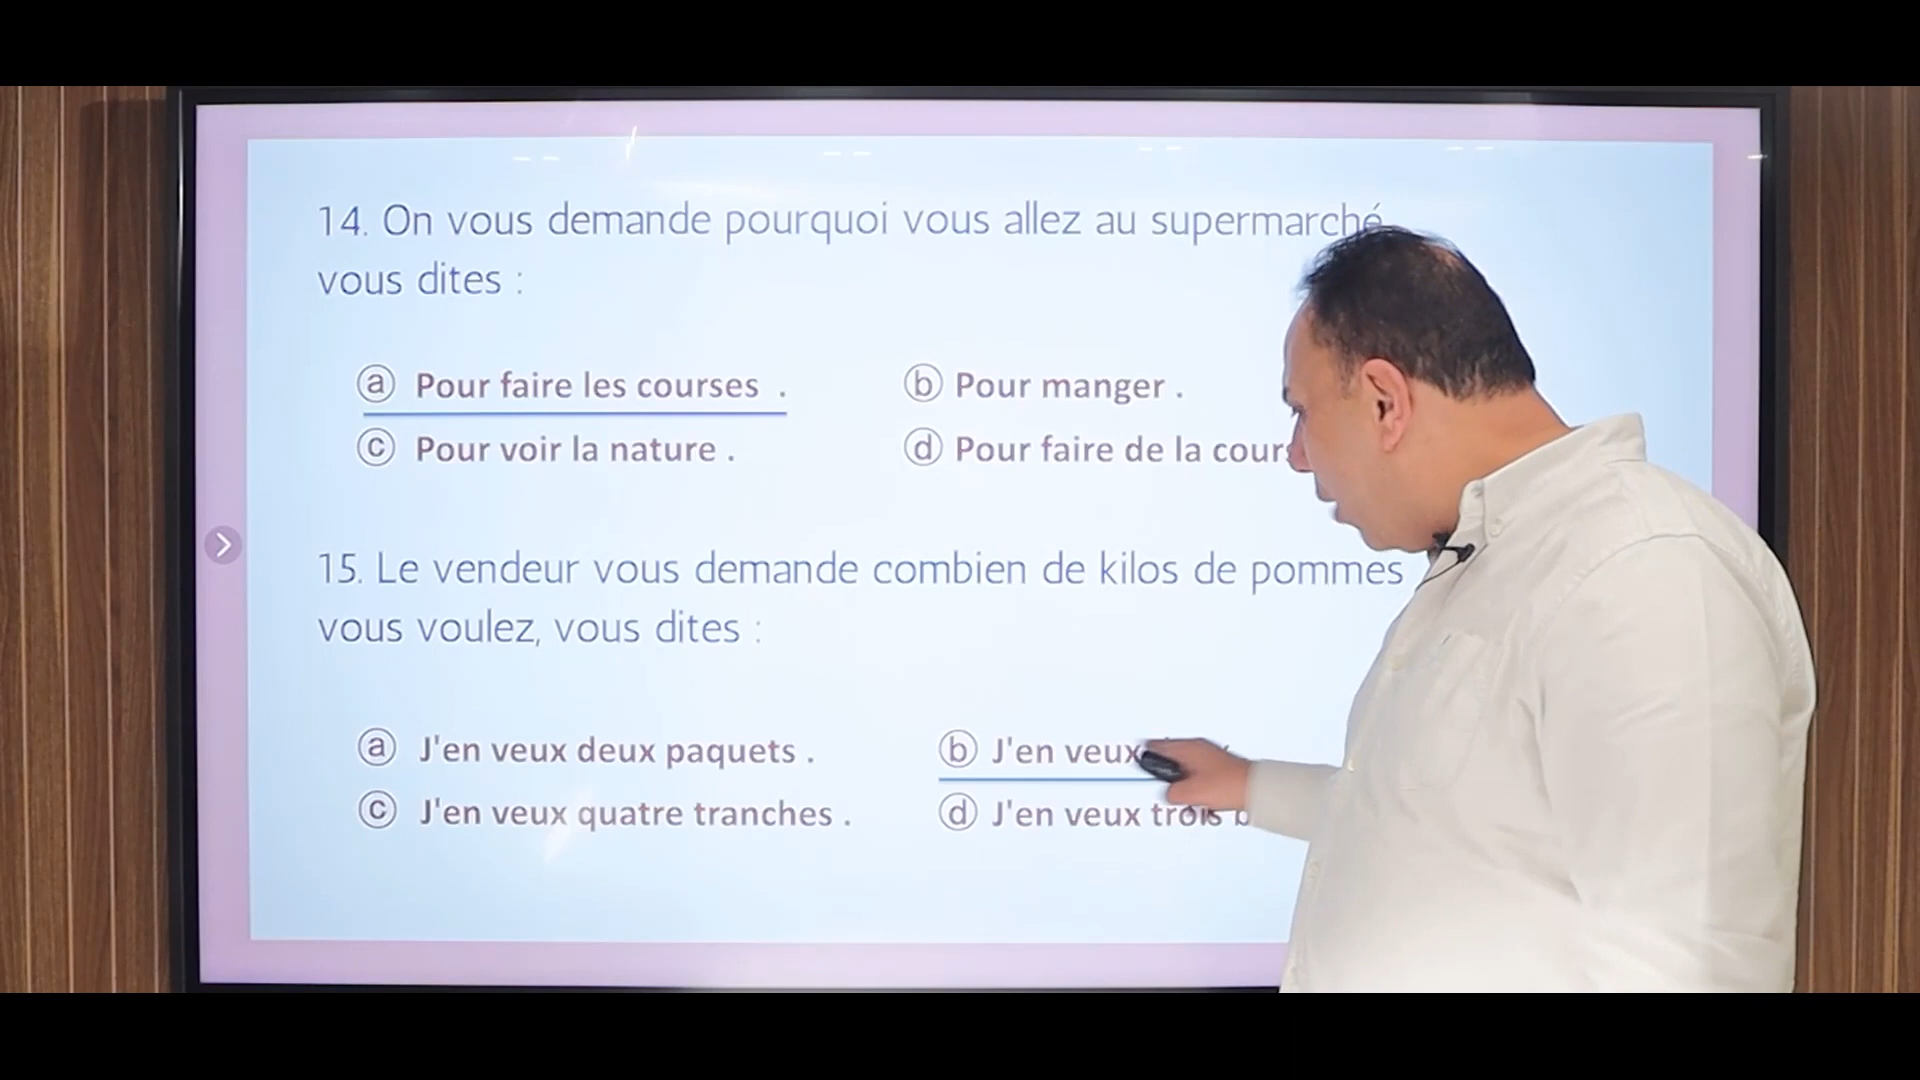 14. On vous demande pourquoi vous allez au supermarché
vous dites :
ⓐ Pour faire les courses .
ⓑ Pour manger .
ⓒ Pour voir la nature .
ⓓ Pour faire de la
15. Le vendeur vous demande combien de kilos de pommes
vous voulez, vous dites :
ⓐ J'en veux deux paquets .
ⓑ J'en veux
ⓒ J'en veux quatre tranches .
ⓓ J'en veux trois